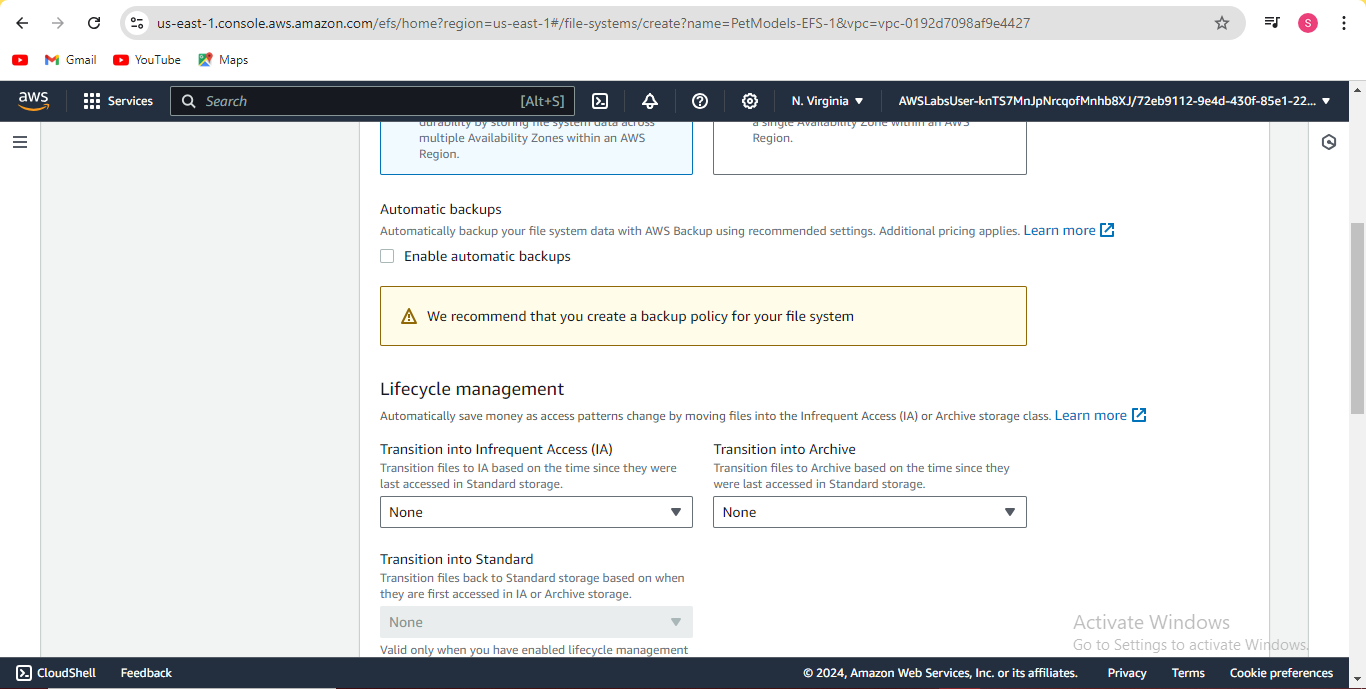 us-east-1.console.aws.amazon.com/efs/home?region=us-east-1#/file-systems/create?name=PetModels-EFS-1&vpc=vpc-0192d7098af9e4427
S
Gmail
YouTube
Maps
aws
Services
Search
[Alt+S]
N. Virginia
AWSLabsUser-knTS7MnJpNrcqofMnhb8XJ/72eb9112-9e4d-430f-85e1-22...
durability by storing file system data across
multiple Availability Zones within an AWS
Region.
a single Availability Zone within an AWS
Region.
Automatic backups
Automatically backup your file system data with AWS Backup using recommended settings. Additional pricing applies. Learn more
Enable automatic backups
We recommend that you create a backup policy for your file system
Lifecycle management
Automatically save money as access patterns change by moving files into the Infrequent Access (IA) or Archive storage class. Learn more
Transition into Infrequent Access (IA)
Transition files to IA based on the time since they were
last accessed in Standard storage.
None
Transition into Archive
Transition files to Archive based on the time since they
were last accessed in Standard storage.
None
Transition into Standard
Transition files back to Standard storage based on when
they are first accessed in IA or Archive storage.
None
Valid only when you have enabled lifecycle management
Activate Windows
Go to Settings to activate Windows.
CloudShell
Feedback
© 2024, Amazon Web Services, Inc. or its affiliates.
Privacy
Terms
Cookie preferences